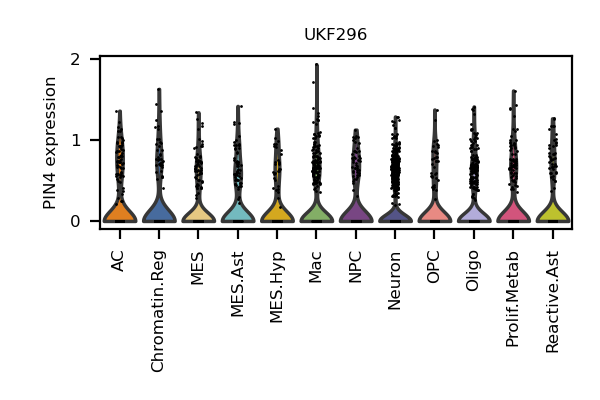 UKF296
PIN4 expression
2
1
0
AC
Chromatin.Reg
MES
MES.Ast
MES.Hyp
Mac
NPC
Neuron
OPC
Oligo
Prolif.Metab
Reactive.Ast